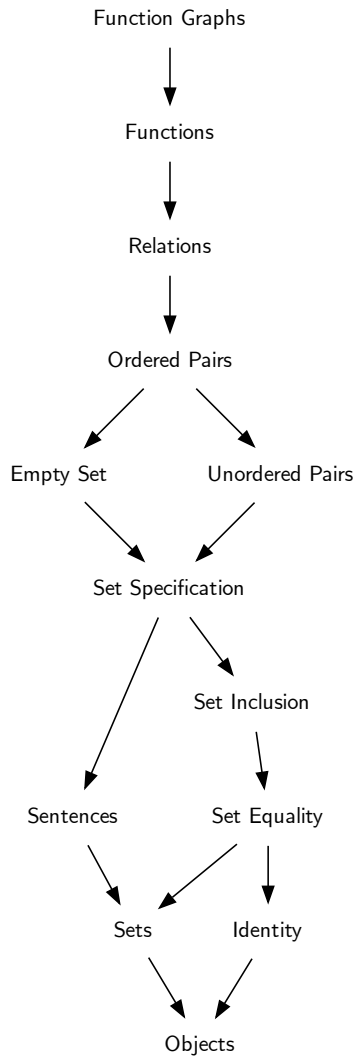 Function Graphs
Functions
Relations
Ordered Pairs
Empty Set
Unordered Pairs
Set Specification
Set Inclusion
Sentences
Set Equality
Sets
Identity
Objects